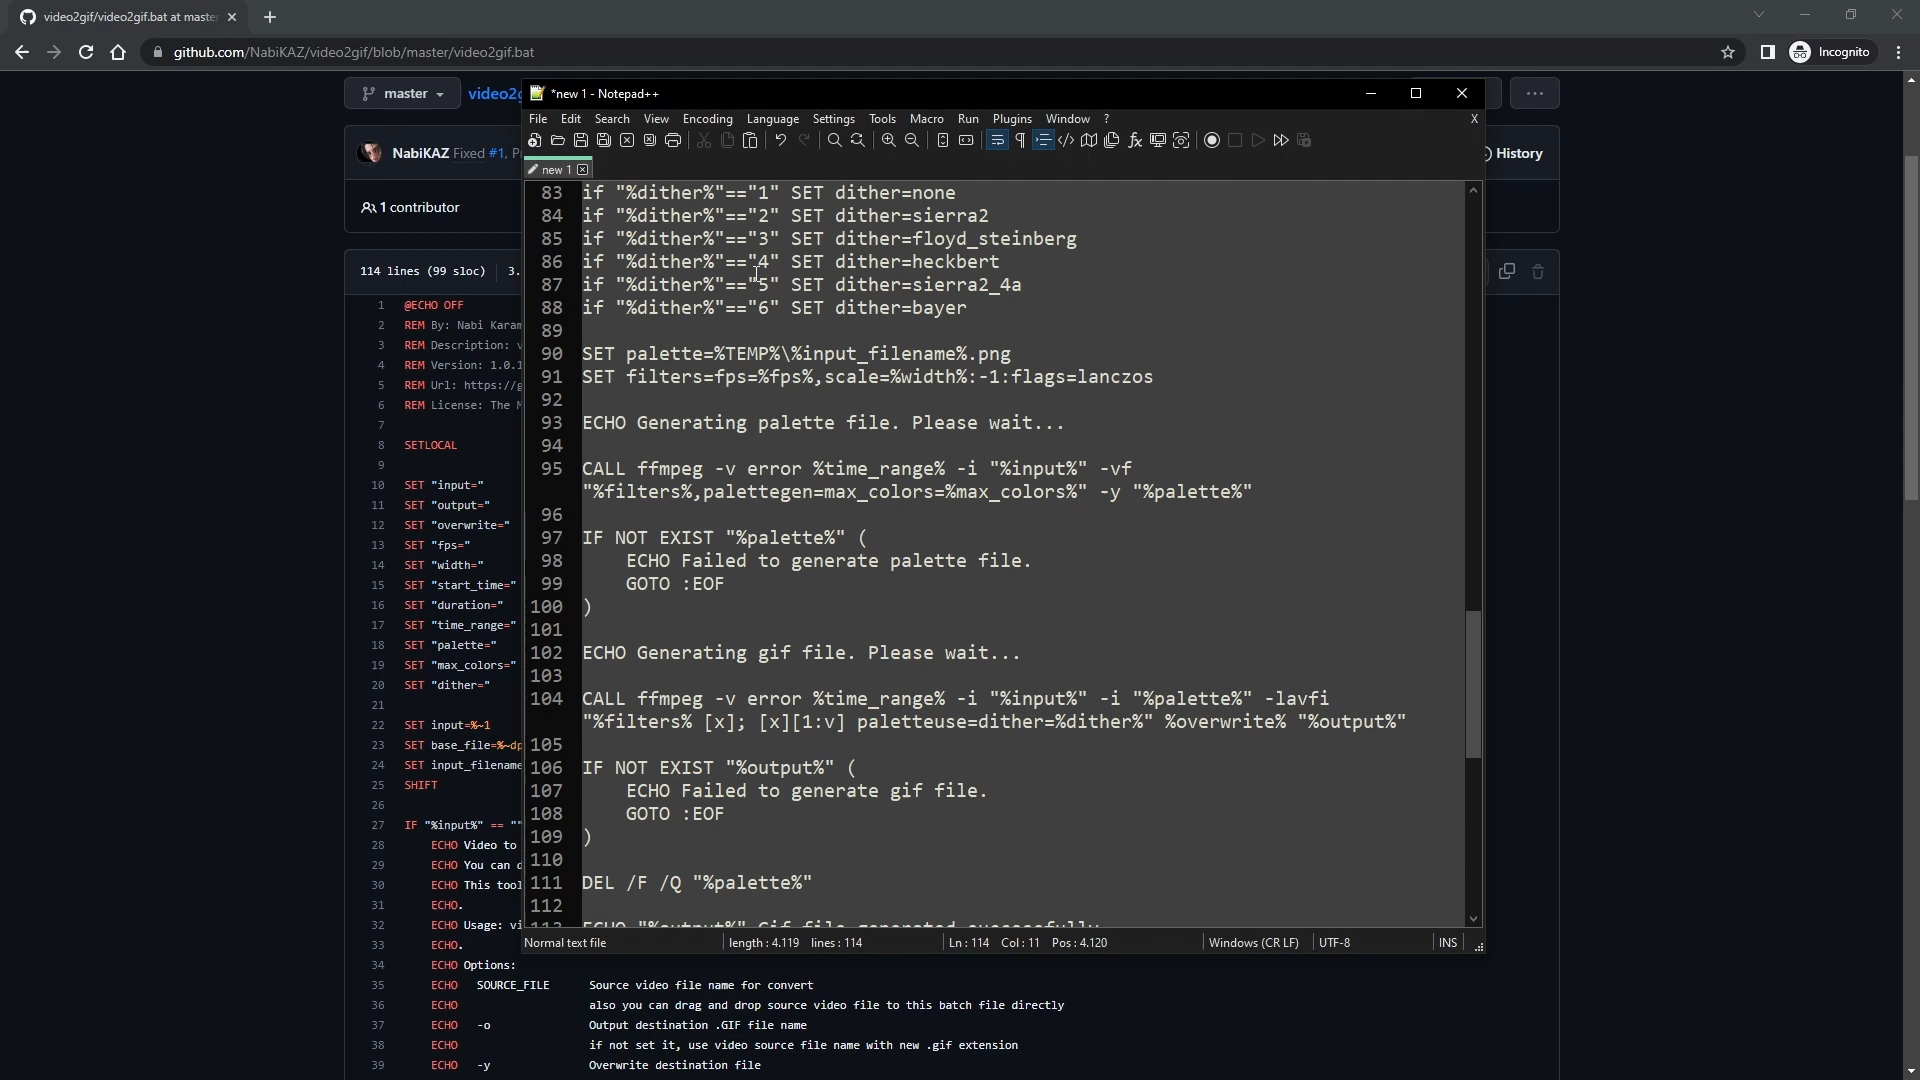 video2gif/video2gif.bat at maste
github.com/NabiKAZ/video2gif/blob/master/video2gif.bat
Incognito
master
video2g
NabiKAZ Fixed #1, P
History
1 contributor
114 lines (99 sloc)
3.
1 @ECHO OFF
2 REM By: Nabi Karam
3 REM Description: v
4 REM Version: 1.0.1
5 REM Url: https://g
6 REM License: The M
7
8 SETLOCAL
9
10 SET "input="
11 SET "output="
12 SET "overwrite="
13 SET "fps="
14 SET "width="
15 SET "start_time="
16 SET "duration="
17 SET "time_range="
18 SET "palette="
19 SET "max_colors="
20 SET "dither="
21
22 SET input=%~1
23 SET base_file=%~dp
24 SET input_filename
25 SHIFT
26
27 IF "%input%" == ""
28 ECHO Video to
29 ECHO You can d
30 ECHO This tool
31 ECHO.
32 ECHO Usage: vi
33 ECHO.
34 ECHO Options:
35 ECHO SOURCE_FILE Source video file name for convert
36 ECHO also you can drag and drop source video file to this batch file directly
37 ECHO -o Output destination .GIF file name
38 ECHO if not set it, use video source file name with new .gif extension
39 ECHO -y Overwrite destination file
*new 1 - Notepad++
File Edit Search View Encoding Language Settings Tools Macro Run Plugins Window ? X
new 1
83 if "%dither%"=="1" SET dither=none
84 if "%dither%"=="2" SET dither=sierra2
85 if "%dither%"=="3" SET dither=floyd_steinberg
86 if "%dither%"=="4" SET dither=heckbert
87 if "%dither%"=="5" SET dither=sierra2_4a
88 if "%dither%"=="6" SET dither=bayer
89
90 SET palette=%TEMP%\%input_filename%.png
91 SET filters=fps=%fps%,scale=%width%:-1:flags=lanczos
92
93 ECHO Generating palette file. Please wait...
94
95 CALL ffmpeg -v error %time_range% -i "%input%" -vf
"%filters%,palettegen=max_colors=%max_colors%" -y "%palette%"
96
97 IF NOT EXIST "%palette%" (
98 ECHO Failed to generate palette file.
99 GOTO :EOF
100 )
101
102 ECHO Generating gif file. Please wait...
103
104 CALL ffmpeg -v error %time_range% -i "%input%" -i "%palette%" -lavfi
"%filters% [x]; [x][1:v] paletteuse=dither=%dither%" %overwrite% "%output%"
105
106 IF NOT EXIST "%output%" (
107 ECHO Failed to generate gif file.
108 GOTO :EOF
109 )
110
111 DEL /F /Q "%palette%"
112
113 ECHO "%output%" Gif file generated successfully
Normal text file length : 4.119 lines : 114 Ln : 114 Col : 11 Pos : 4.120 Windows (CR LF) UTF-8 INS